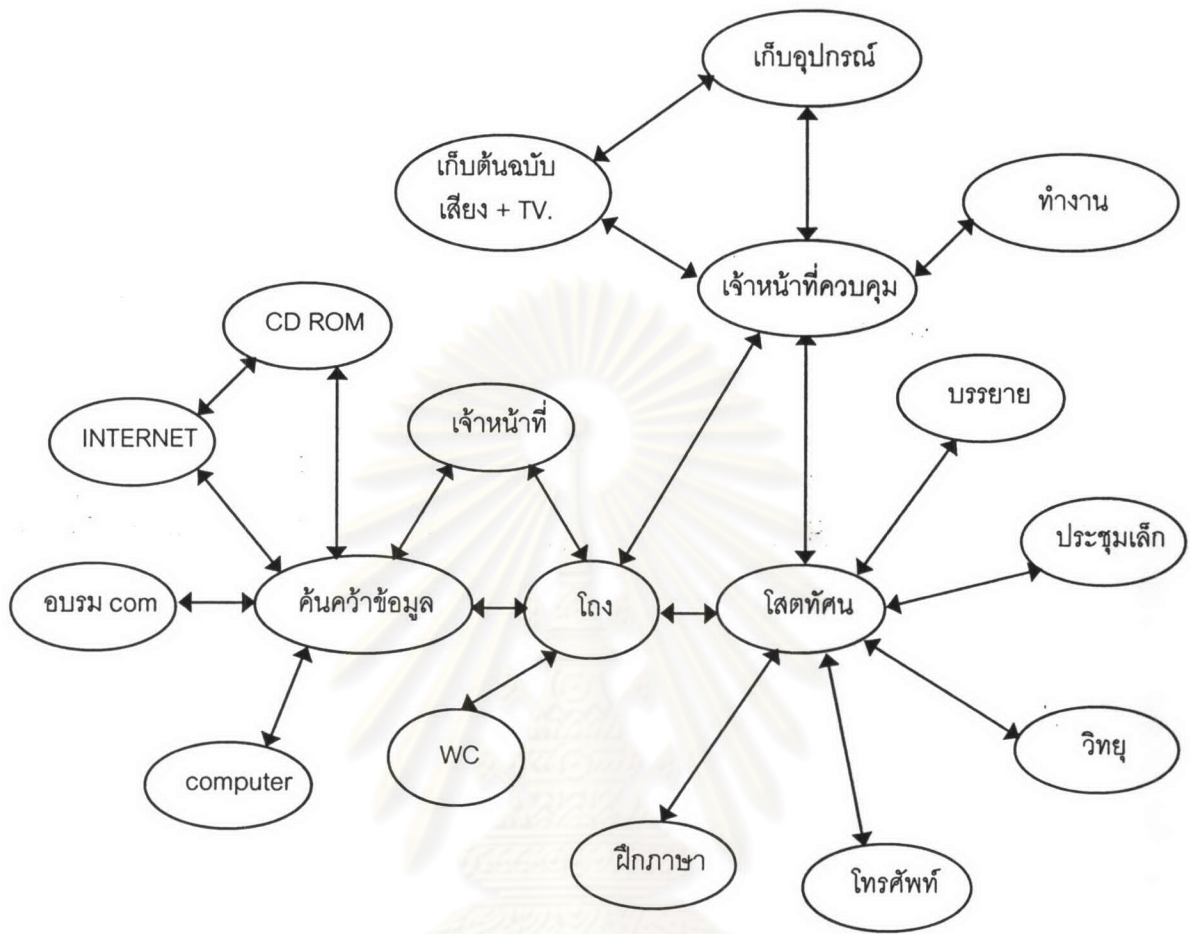 เก็บอุปกรณ์
เก็บต้นฉบับ
เสียง + TV.
ทำงาน
เจ้าหน้าที่ควบคุม
CD ROM
บรรยาย
เจ้าหน้าที่
INTERNET
ประชุมเล็ก
อบรม com
ค้นคว้าข้อมูล
โถง
โสตทัศน
วิทยุ
WC
computer
ฝึกภาษา
โทรศัพท์